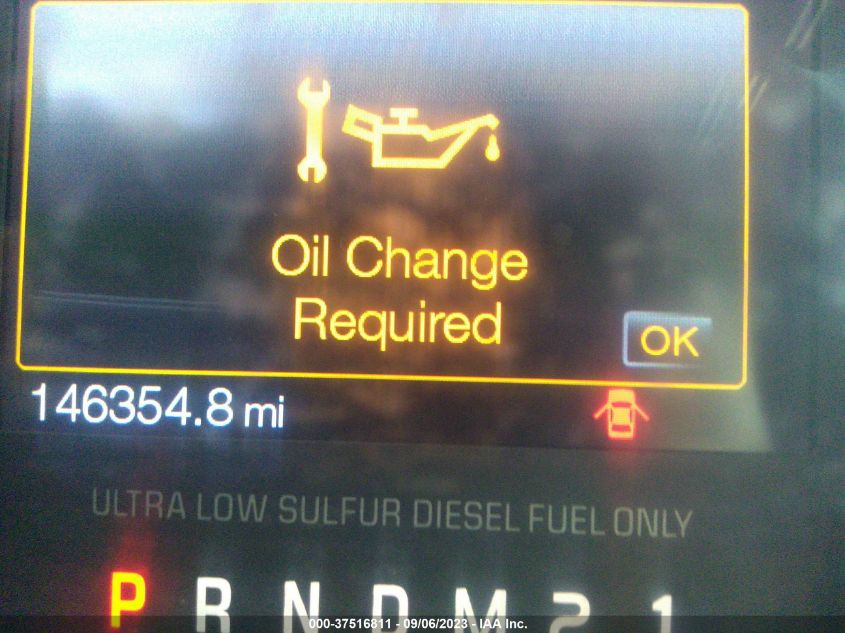 Oil Change
Required
OK
146354.8 mi
ULTRA LOW SULFUR DIESEL FUEL ONLY
P R N D M 2 1
000-37516811 - 09/06/2023 - IAA Inc.